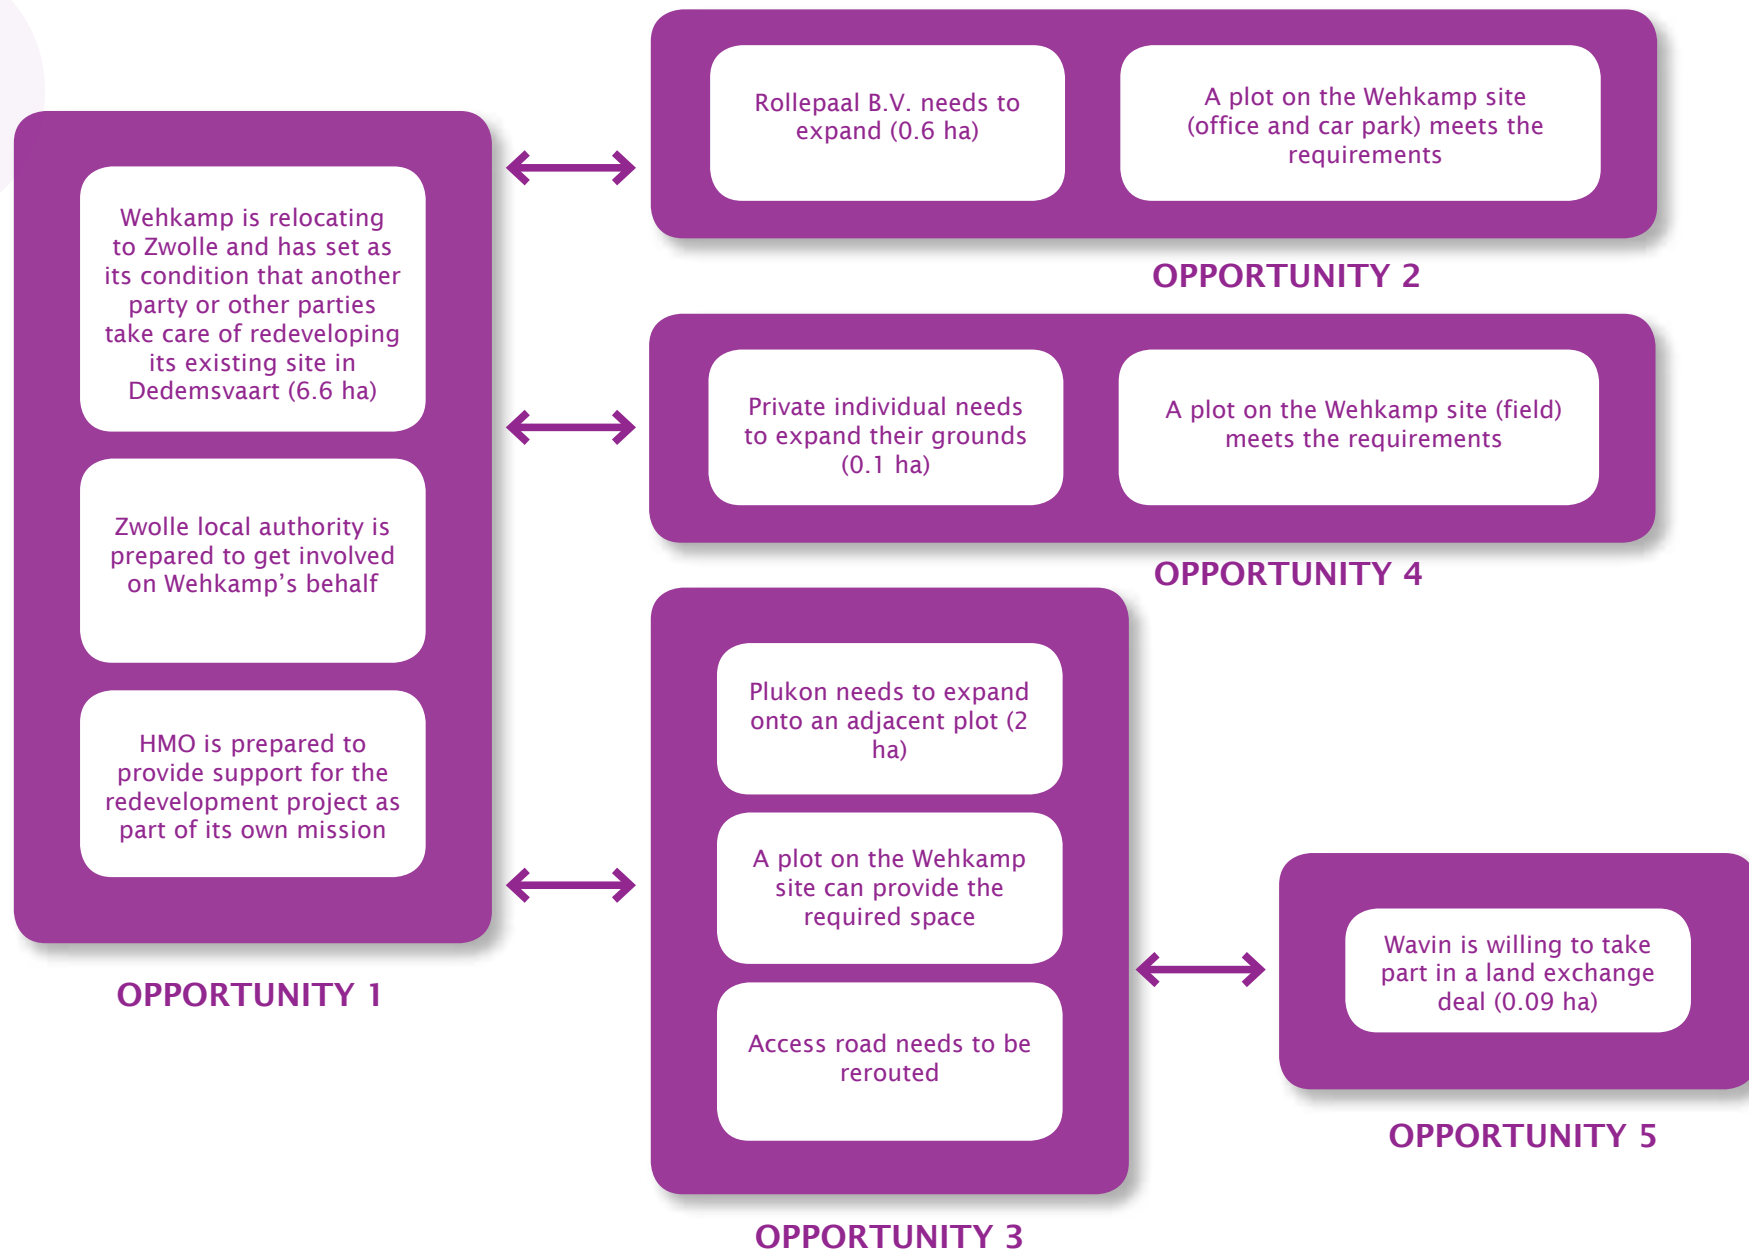 Wehkamp is relocating
to Zwolle and has set as
its condition that another
party or other parties
take care of redeveloping
its existing site in
Dedemsvaart (6.6 ha)
Zwolle local authority is
prepared to get involved
on Wehkamp’s behalf
HMO is prepared to
provide support for the
redevelopment project as
part of its own mission
OPPORTUNITY 1
Rollepaal B.V. needs to
expand (0.6 ha)
A plot on the Wehkamp site
(office and car park) meets the
requirements
OPPORTUNITY 2
Private individual needs
to expand their grounds
(0.1 ha)
A plot on the Wehkamp site (field)
meets the requirements
OPPORTUNITY 4
Plukon needs to expand
onto an adjacent plot (2
ha)
A plot on the Wehkamp
site can provide the
required space
Access road needs to be
rerouted
OPPORTUNITY 3
Wavin is willing to take
part in a land exchange
deal (0.09 ha)
OPPORTUNITY 5